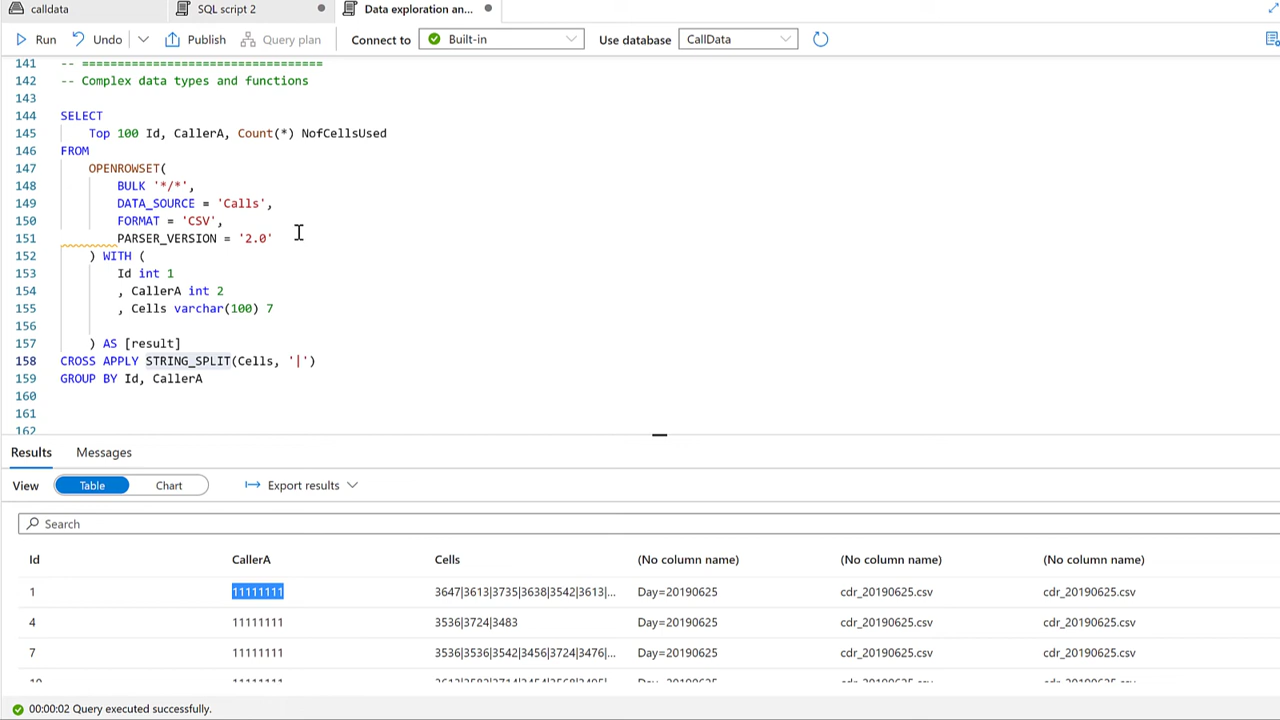 calldata SQL script 2 Data exploration an...
Run Undo Publish Query plan Connect to Built-in Use database CallData
141 -- ==================================
142 -- Complex data types and functions
143
144 SELECT
145 Top 100 Id, CallerA, Count(*) NofCellsUsed
146 FROM
147 OPENROWSET(
148 BULK '*/*',
149 DATA_SOURCE = 'Calls',
150 FORMAT = 'CSV',
151 PARSER_VERSION = '2.0'
152 ) WITH (
153 Id int 1
154 , CallerA int 2
155 , Cells varchar(100) 7
156
157 ) AS [result]
158 CROSS APPLY STRING_SPLIT(Cells, '|')
159 GROUP BY Id, CallerA
160
161
162
Results Messages
View Table Chart Export results
Search
Id CallerA Cells (No column name) (No column name) (No column name)
1 11111111 3647|3613|3735|3638|3542|3613|... Day=20190625 cdr_20190625.csv cdr_20190625.csv
4 11111111 3536|3724|3483 Day=20190625 cdr_20190625.csv cdr_20190625.csv
7 11111111 3536|3536|3542|3456|3724|3476|... Day=20190625 cdr_20190625.csv cdr_20190625.csv
00:00:02 Query executed successfully.